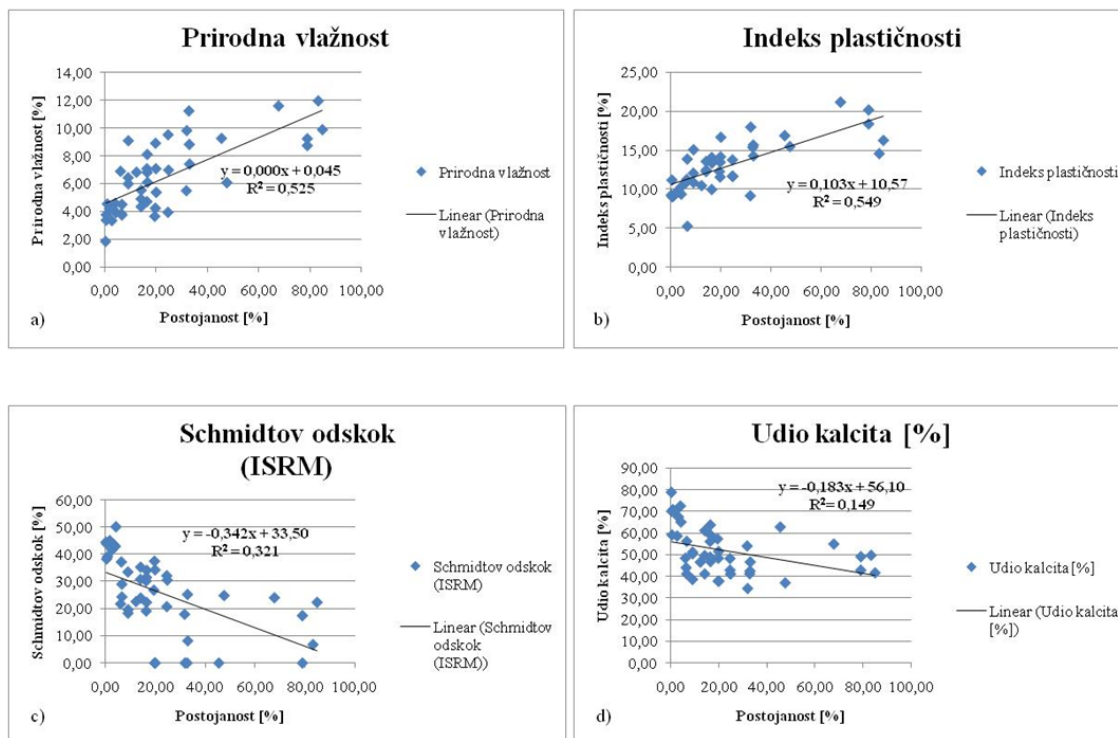 Prirodna vlažnost
Prirodna vlažnost [%]
14,00
12,00
10,00
8,00
6,00
4,00
2,00
0,00
y = 0,000x + 0,045
R² = 0,525
Prirodna vlažnost
Linear (Prirodna
vlažnost)
0,00 20,00 40,00 60,00 80,00 100,00
a)
Postojanost [%]
Indeks plastičnosti
Indeks plastičnosti [%]
25,00
20,00
15,00
10,00
5,00
0,00
y = 0,103x + 10,57
R² = 0,549
Indeks plastičnosti
Linear (Indeks
plastičnosti)
0,00 20,00 40,00 60,00 80,00 100,00
b)
Postojanost [%]
Schmidtov odskok
(ISRM)
Schmidtov odskok [%]
60,00
50,00
40,00
30,00
20,00
10,00
0,00
y = -0,342x + 33,50
R² = 0,321
Schmidtov odskok
(ISRM)
Linear (Schmidtov
odskok
(ISRM))
0,00 20,00 40,00 60,00 80,00 100,00
c)
Postojanost [%]
Udio kalcita [%]
Udio kalcita [%]
90,00
80,00
70,00
60,00
50,00
40,00
30,00
20,00
10,00
0,00
y = -0,183x + 56,10
R² = 0,149
Udio kalcita [%]
Linear (Udio kalcita
[%])
0,00 20,00 40,00 60,00 80,00 100,00
d)
Postojanost [%]